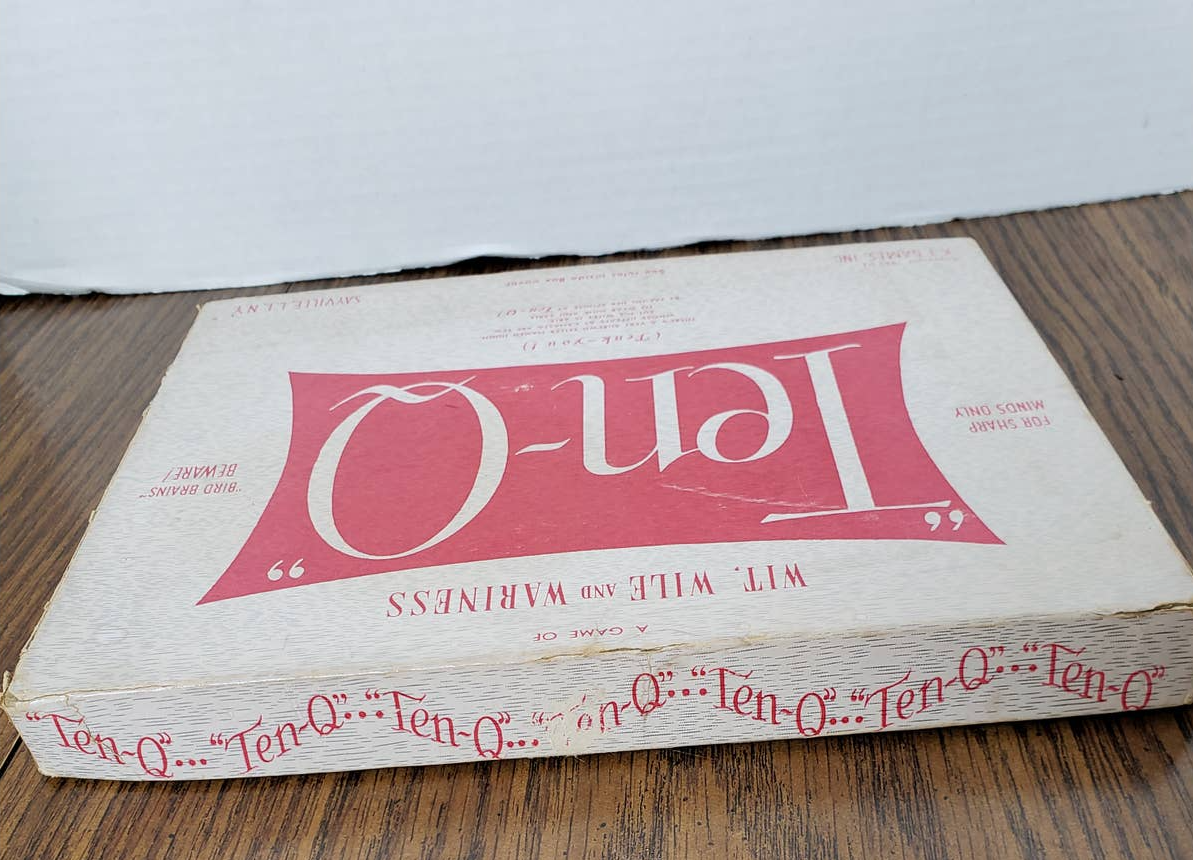 A GAME OF
WIT, WILE AND WARINESS
"Ten-Q"
"BIRD BRAINS"
BEWARE!
FOR SHARP
MINDS ONLY
(Tenk-you!)
SAYVILLE, L.I., N.Y.
GAMES, INC.
"Ten-Q"... "Ten-Q"..."Ten-Q"... n-Q"..."Ten-Q"..."Ten-Q"..."Ten-Q"